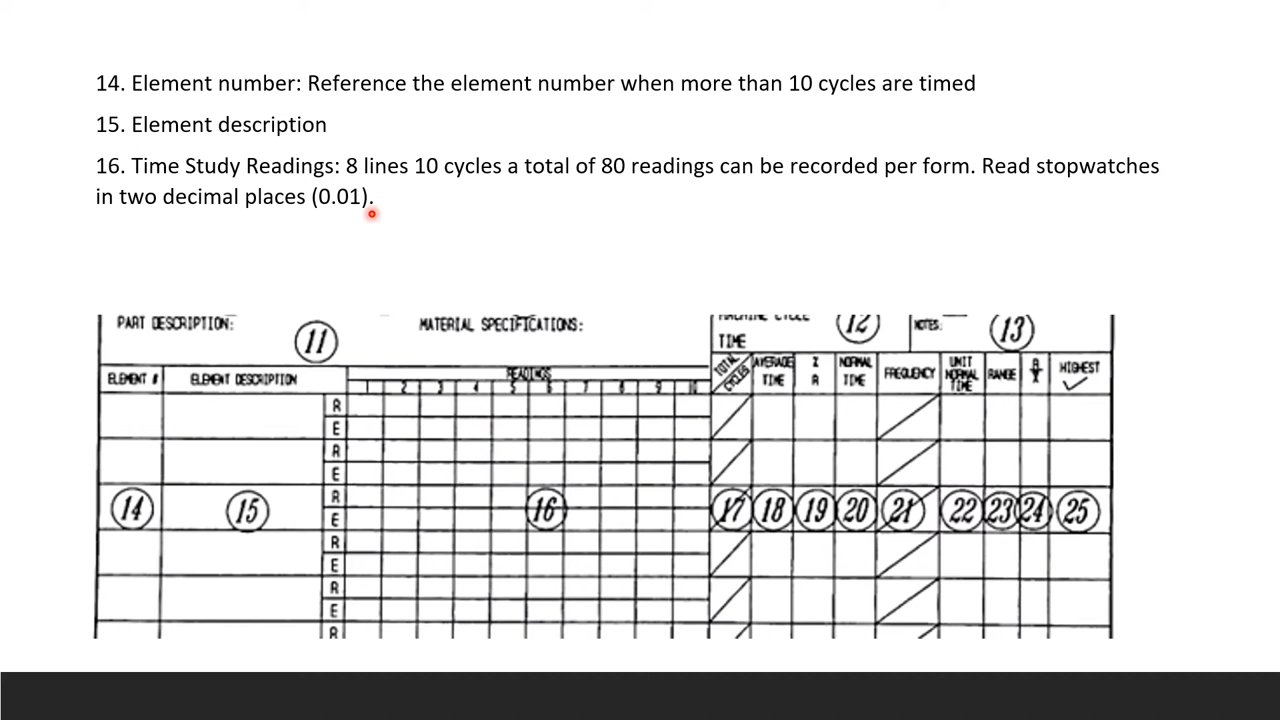 14. Element number: Reference the element number when more than 10 cycles are timed
15. Element description
16. Time Study Readings: 8 lines 10 cycles a total of 80 readings can be recorded per form. Read stopwatches
in two decimal places (0.01).
PART DESCRIPTION: 11 MATERIAL SPECIFICATIONS: MACHINE CYCLE TIME 12 NOTES: 13
ELEMENT # ELEMENT DESCRIPTION READINGS TOTAL CYCLES AVERAGE TIME % R NORMAL TIME FREQUENCY UNIT NORMAL TIME RANGE HIGHEST
1 2 3 4 5 6 7 8 9 10
R
E
R
E
R
14 15 16 17 18 19 20 21 22 23 24 25
E
R
E
R
E
R